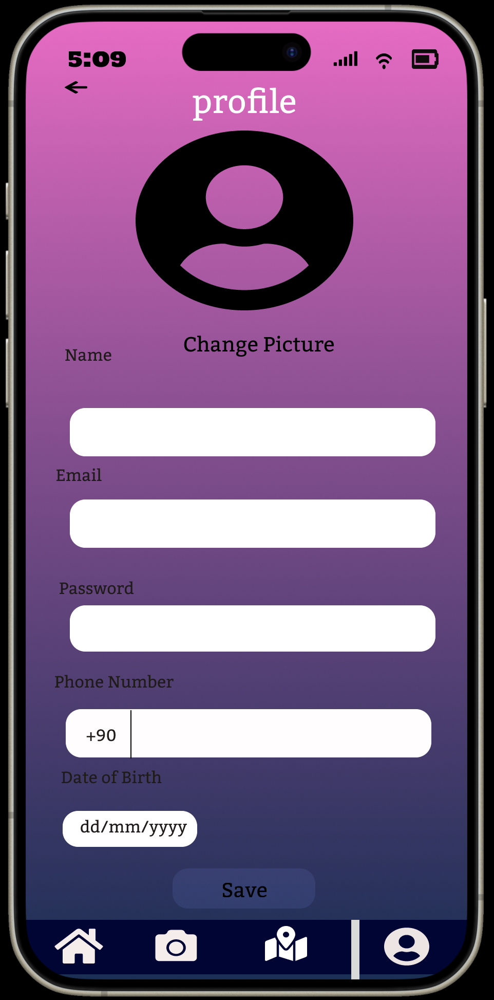 5:09
profile
Change Picture
Name
Email
Password
Phone Number
+90
Date of Birth
dd/mm/yyyy
Save